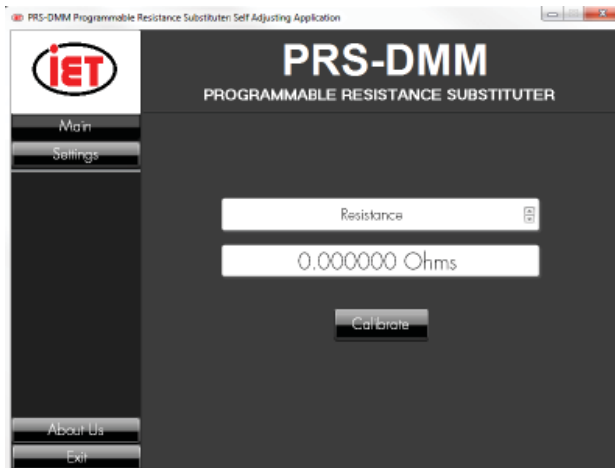 PRS-DMM Programmable Resistance Substituter: Self Adjusting Application
iET
PRS-DMM
PROGRAMMABLE RESISTANCE SUBSTITUTER
Main
Settings
Resistance
0.000000 Ohms
Calibrate
About Us
Exit